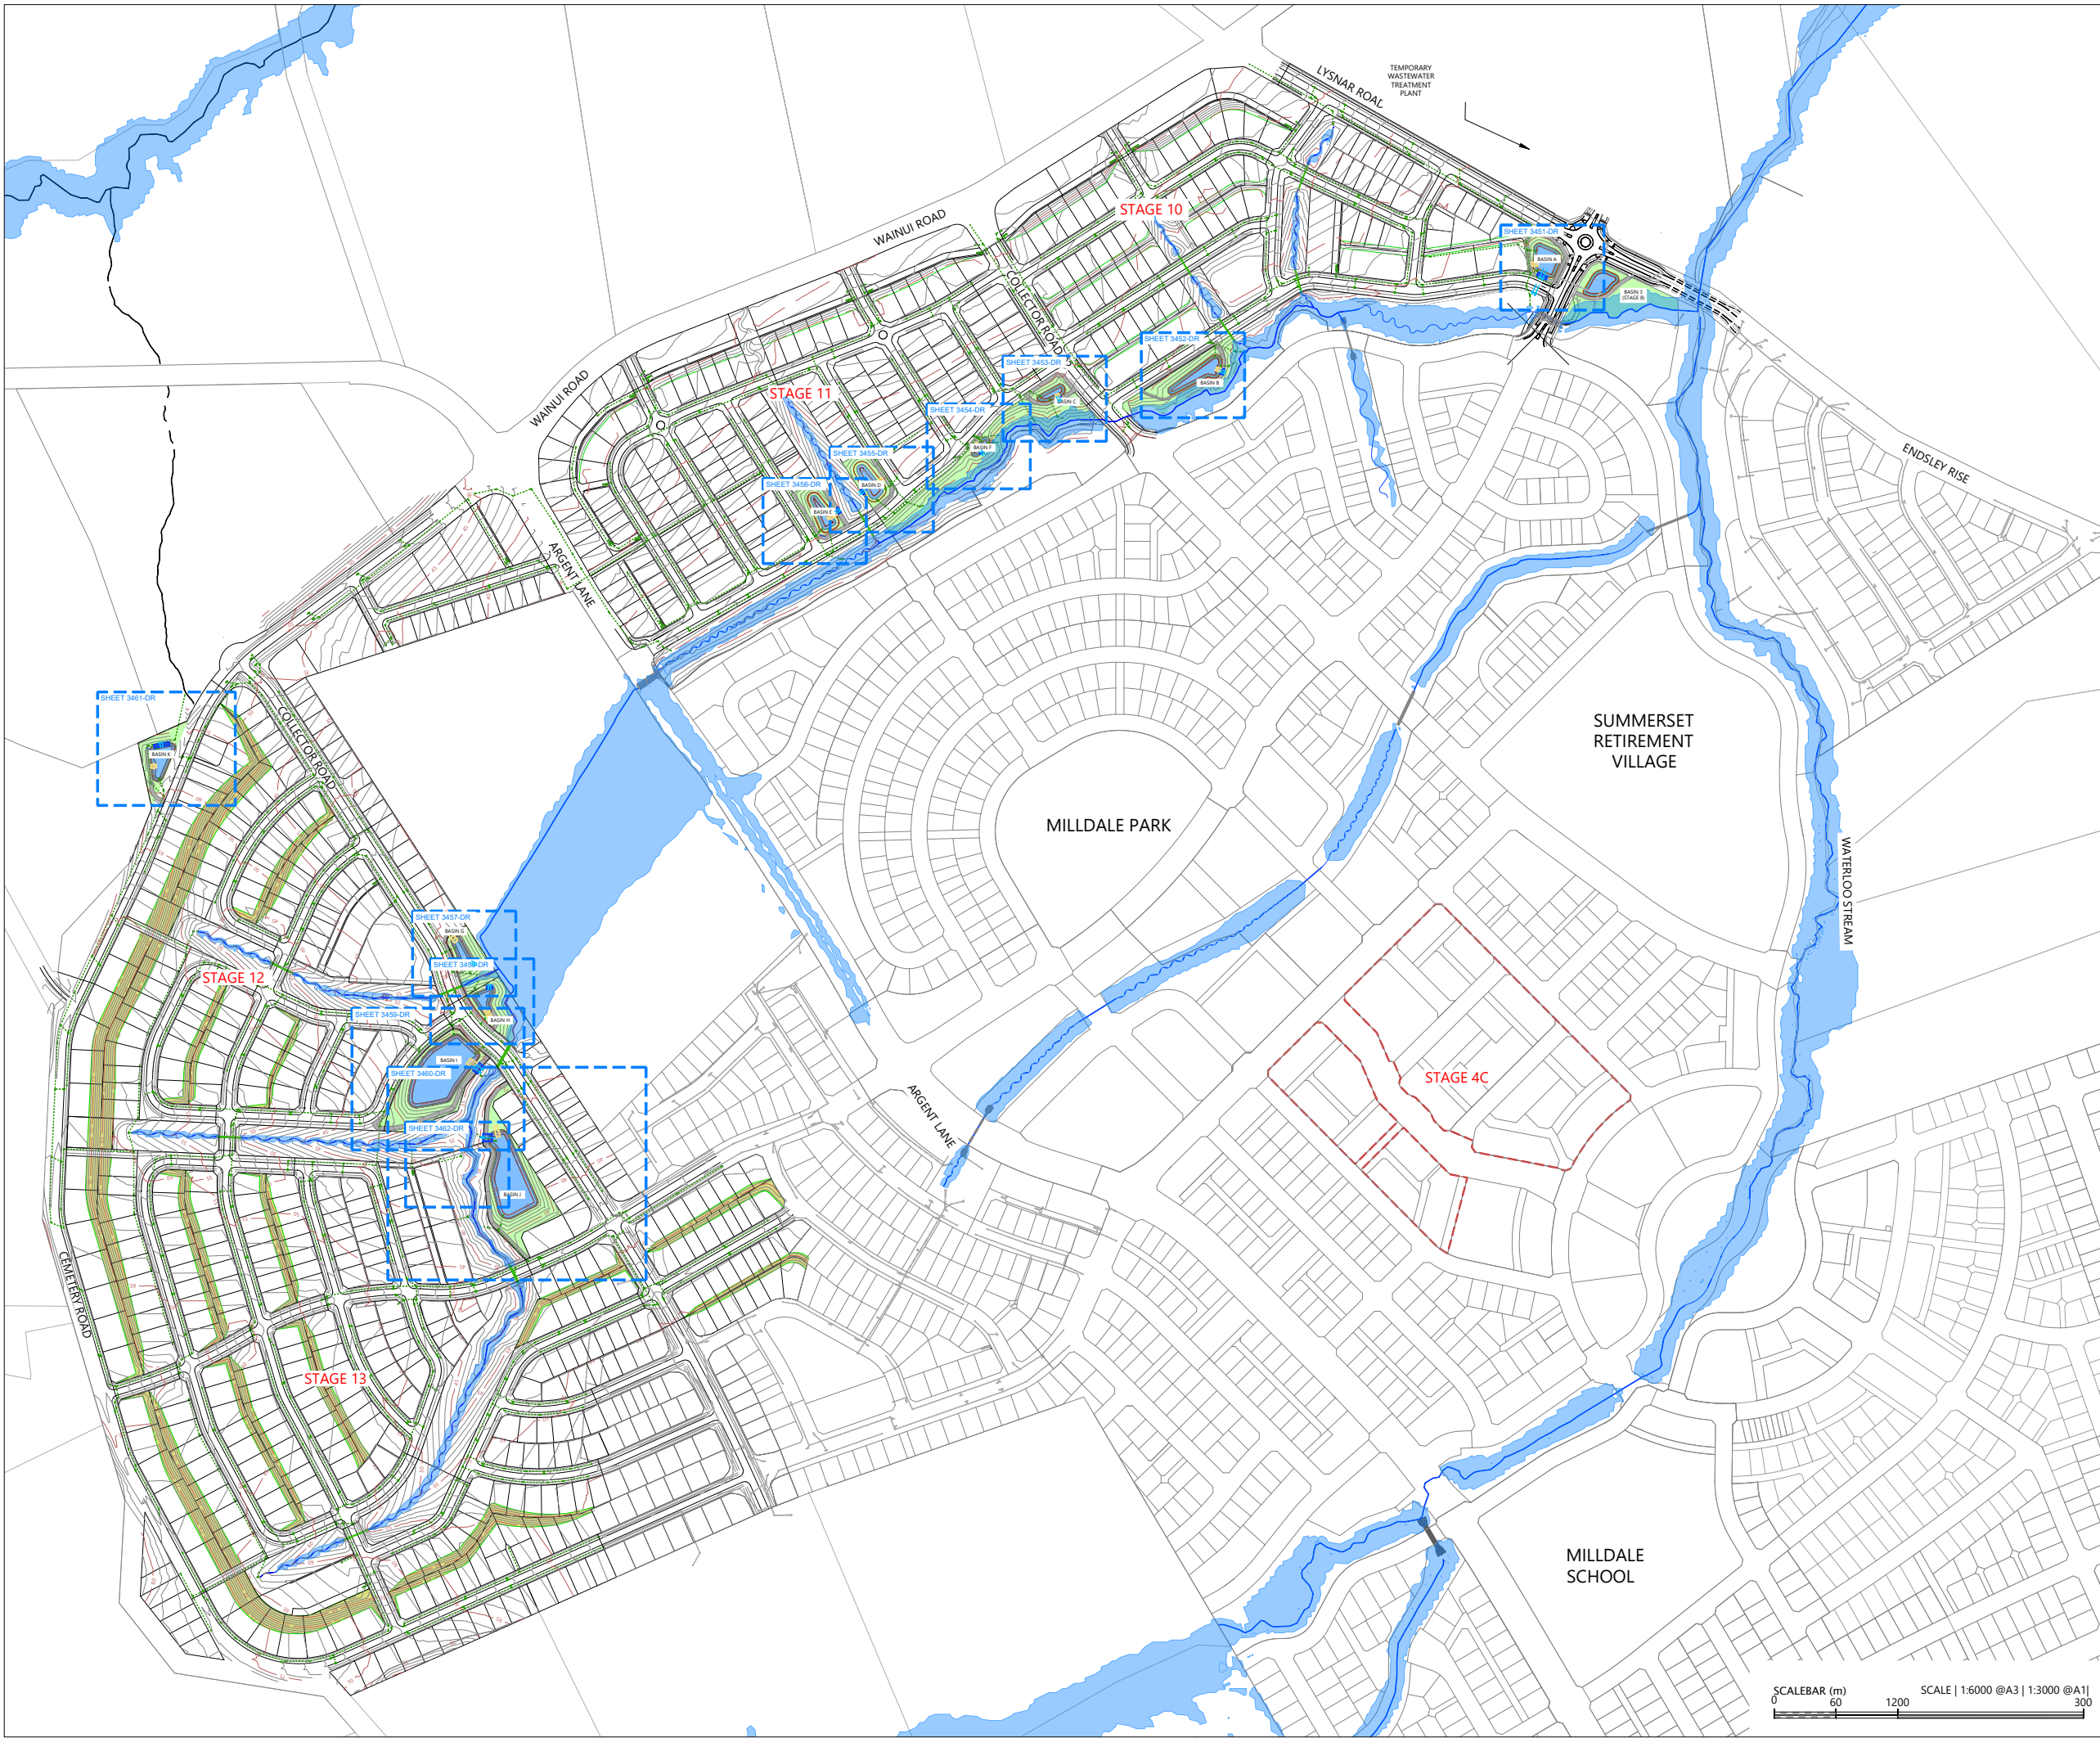 LYSNAR ROAD
TEMPORARY
WASTEWATER
TREATMENT
PLANT
STAGE 10
WAINUI ROAD
SHEET 3451-DR
BASIN A
BASIN 3
(STAGE 8)
COLLECTOR ROAD
SHEET 3452-DR
BASIN B
SHEET 3453-DR
BASIN C
WAINUI ROAD
STAGE 11
SHEET 3454-DR
BASIN F
SHEET 3455-DR
BASIN D
SHEET 3456-DR
BASIN E
ENDSLEY RISE
ARGENT LANE
SHEET 3461-DR
BASIN K
COLLECTOR ROAD
SUMMERSET
RETIREMENT
VILLAGE
MILLDALE PARK
WATERLOO STREAM
SHEET 3457-DR
BASIN G
STAGE 12
BASIN H
SHEET 3459-DR
BASIN I
SHEET 3460-DR
STAGE 4C
ARGENT LANE
SHEET 3462-DR
BASIN J
CEMETERY ROAD
STAGE 13
MILLDALE
SCHOOL
SCALEBAR (m)
SCALE | 1:6000 @A3 | 1:3000 @A1|
0 60 1200 300